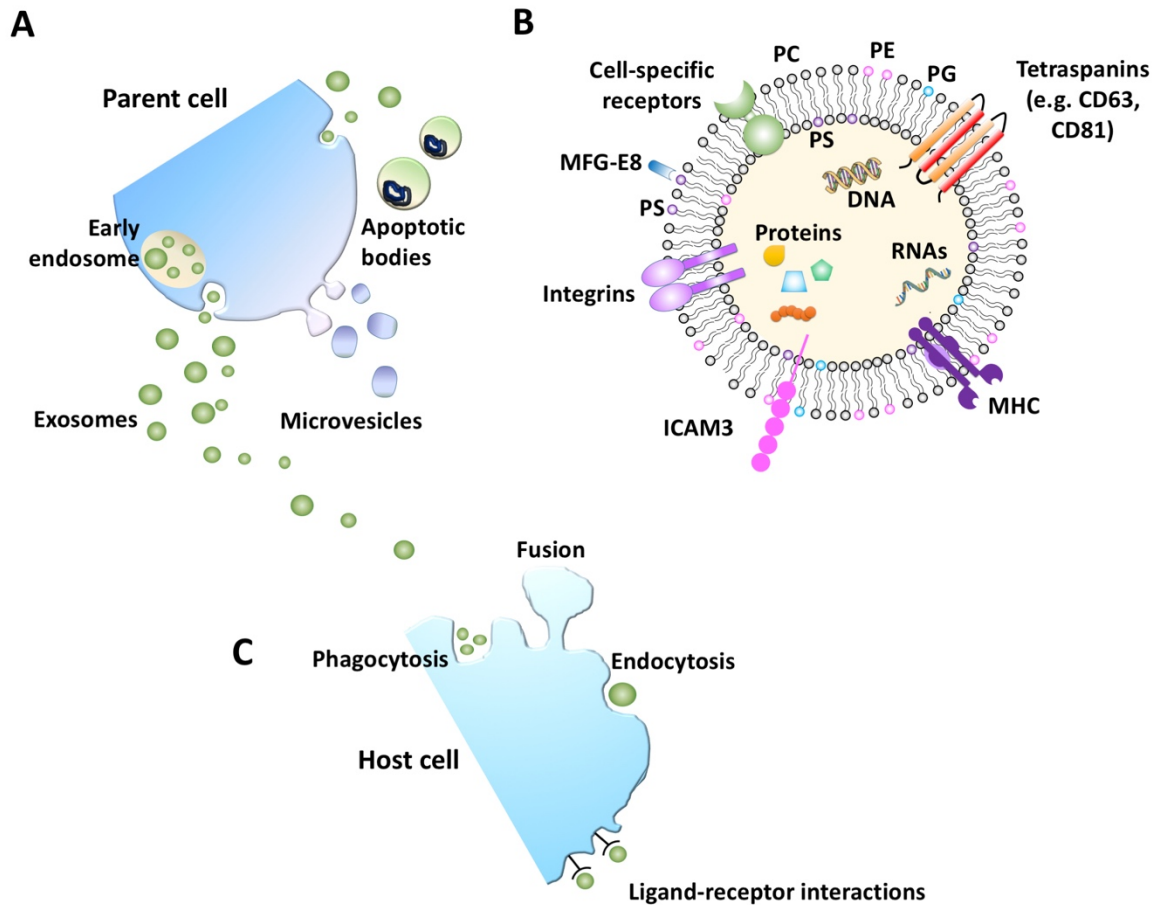 A
Parent cell
Early
endosome
Apoptotic
bodies
Exosomes
Microvesicles
B
Cell-specific
receptors
PC
PE
PG
Tetraspanins
(e.g. CD63,
CD81)
MFG-E8
PS
PS
DNA
Proteins
RNAs
Integrins
ICAM3
MHC
C
Fusion
Phagocytosis
Endocytosis
Host cell
Ligand-receptor interactions